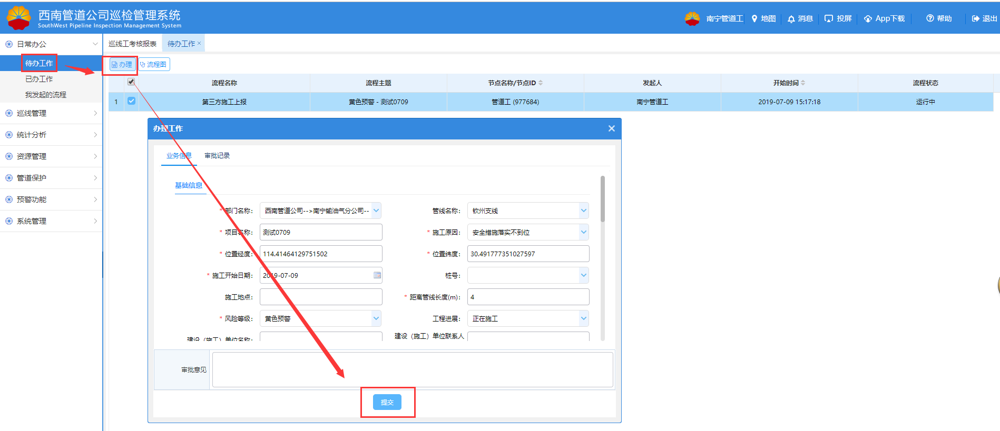 西南管道公司巡检管理系统
SouthWest Pipeline Inspection Management System
南宁管道工 地图 消息 投屏 App下载 帮助 退出
日常办公
待办工作
已办工作
我发起的流程
巡线管理
统计分析
资源管理
管道保护
预警功能
系统管理
巡线工考核报表 待办工作 ×
办理 流程图
流程名称 流程主题 节点名称/节点ID 发起人 开始时间 流程状态
1 第三方施工上报 黄色预警 - 测试0709 管道工 (977684) 南宁管道工 2019-07-09 15:17:18 运行中
办理工作
业务信息 审批记录
基础信息
* 部门名称: 西南管道公司-->南宁输油气分公司-- 管线名称: 钦州支线
* 项目名称: 测试0709 * 施工原因: 安全措施落实不到位
* 位置经度: 114.41464129751502 * 位置纬度: 30.491777351027597
* 施工开始日期: 2019-07-09 桩号:
施工地点: * 距离管线长度(m): 4
* 风险等级: 黄色预警 工程进展: 正在施工
建设（施工）单位名称: 建设（施工）单位联系人
审批意见
提交